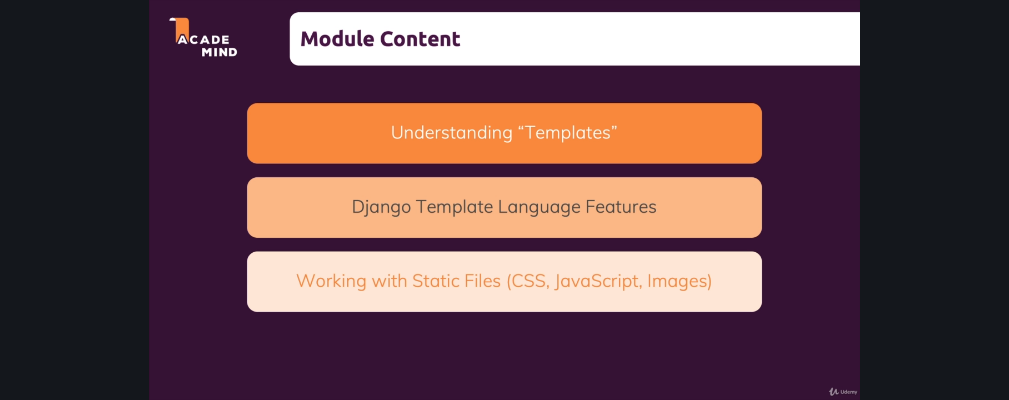 ACADE
MIND
Module Content
Understanding “Templates”
Django Template Language Features
Working with Static Files (CSS, JavaScript, Images)
Udemy